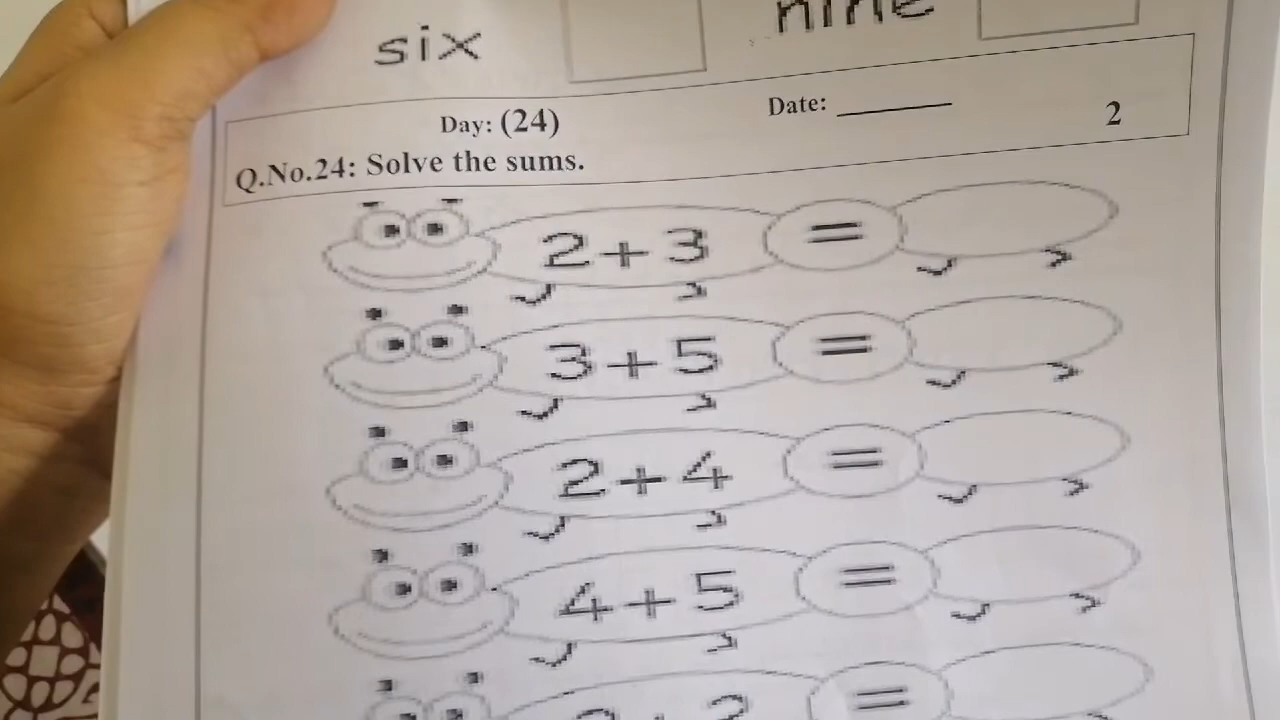 six nine
Day: (24) Date: ________ 2
Q.No.24: Solve the sums.
2+3 =
3+5 =
2+4 =
4+5 =
=